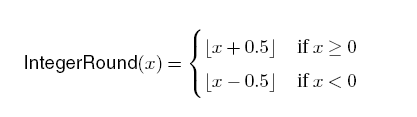 IntegerRound(x) = { ⌊x + 0.5⌋ if x ≥ 0
⌊x − 0.5⌋ if x < 0